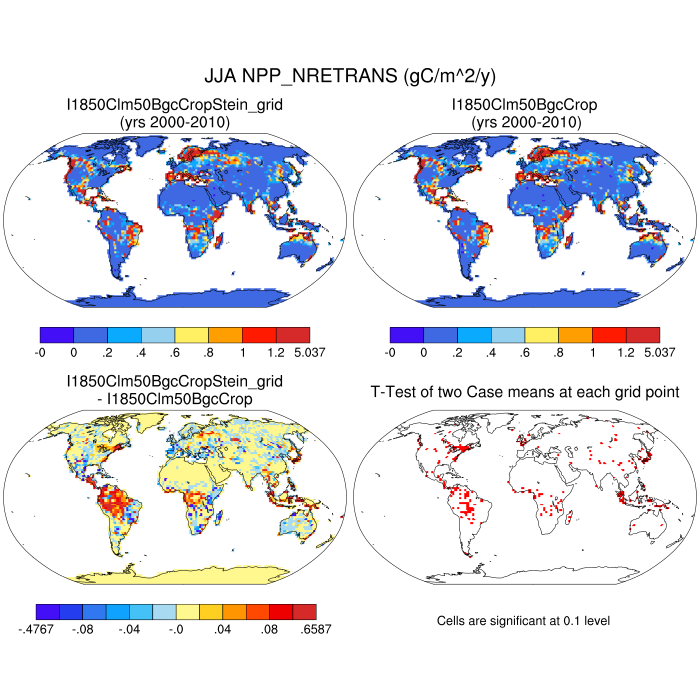 JJA NPP_NRETRANS (gC/m^2/y)
I1850Clm50BgcCropStein_grid
(yrs 2000-2010)
I1850Clm50BgcCrop
(yrs 2000-2010)
-0 0 .2 .4 .6 .8 1 1.2 5.037
-0 0 .2 .4 .6 .8 1 1.2 5.037
I1850Clm50BgcCropStein_grid
- I1850Clm50BgcCrop
T-Test of two Case means at each grid point
-.4767 -.08 -.04 -.0 .04 .08 .6587
Cells are significant at 0.1 level